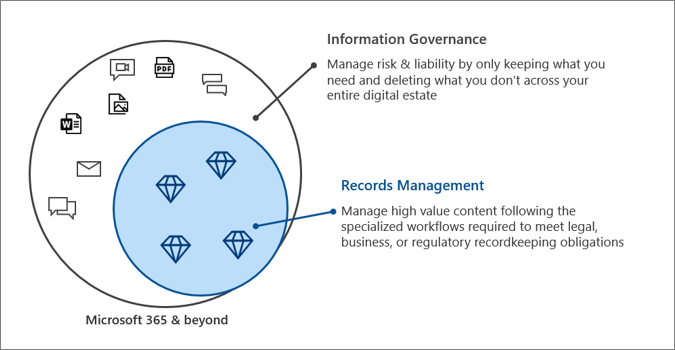 Information Governance
Manage risk & liability by only keeping what you
need and deleting what you don't across your
entire digital estate
PDF
W
Records Management
Manage high value content following the
specialized workflows required to meet legal,
business, or regulatory recordkeeping obligations
Microsoft 365 & beyond